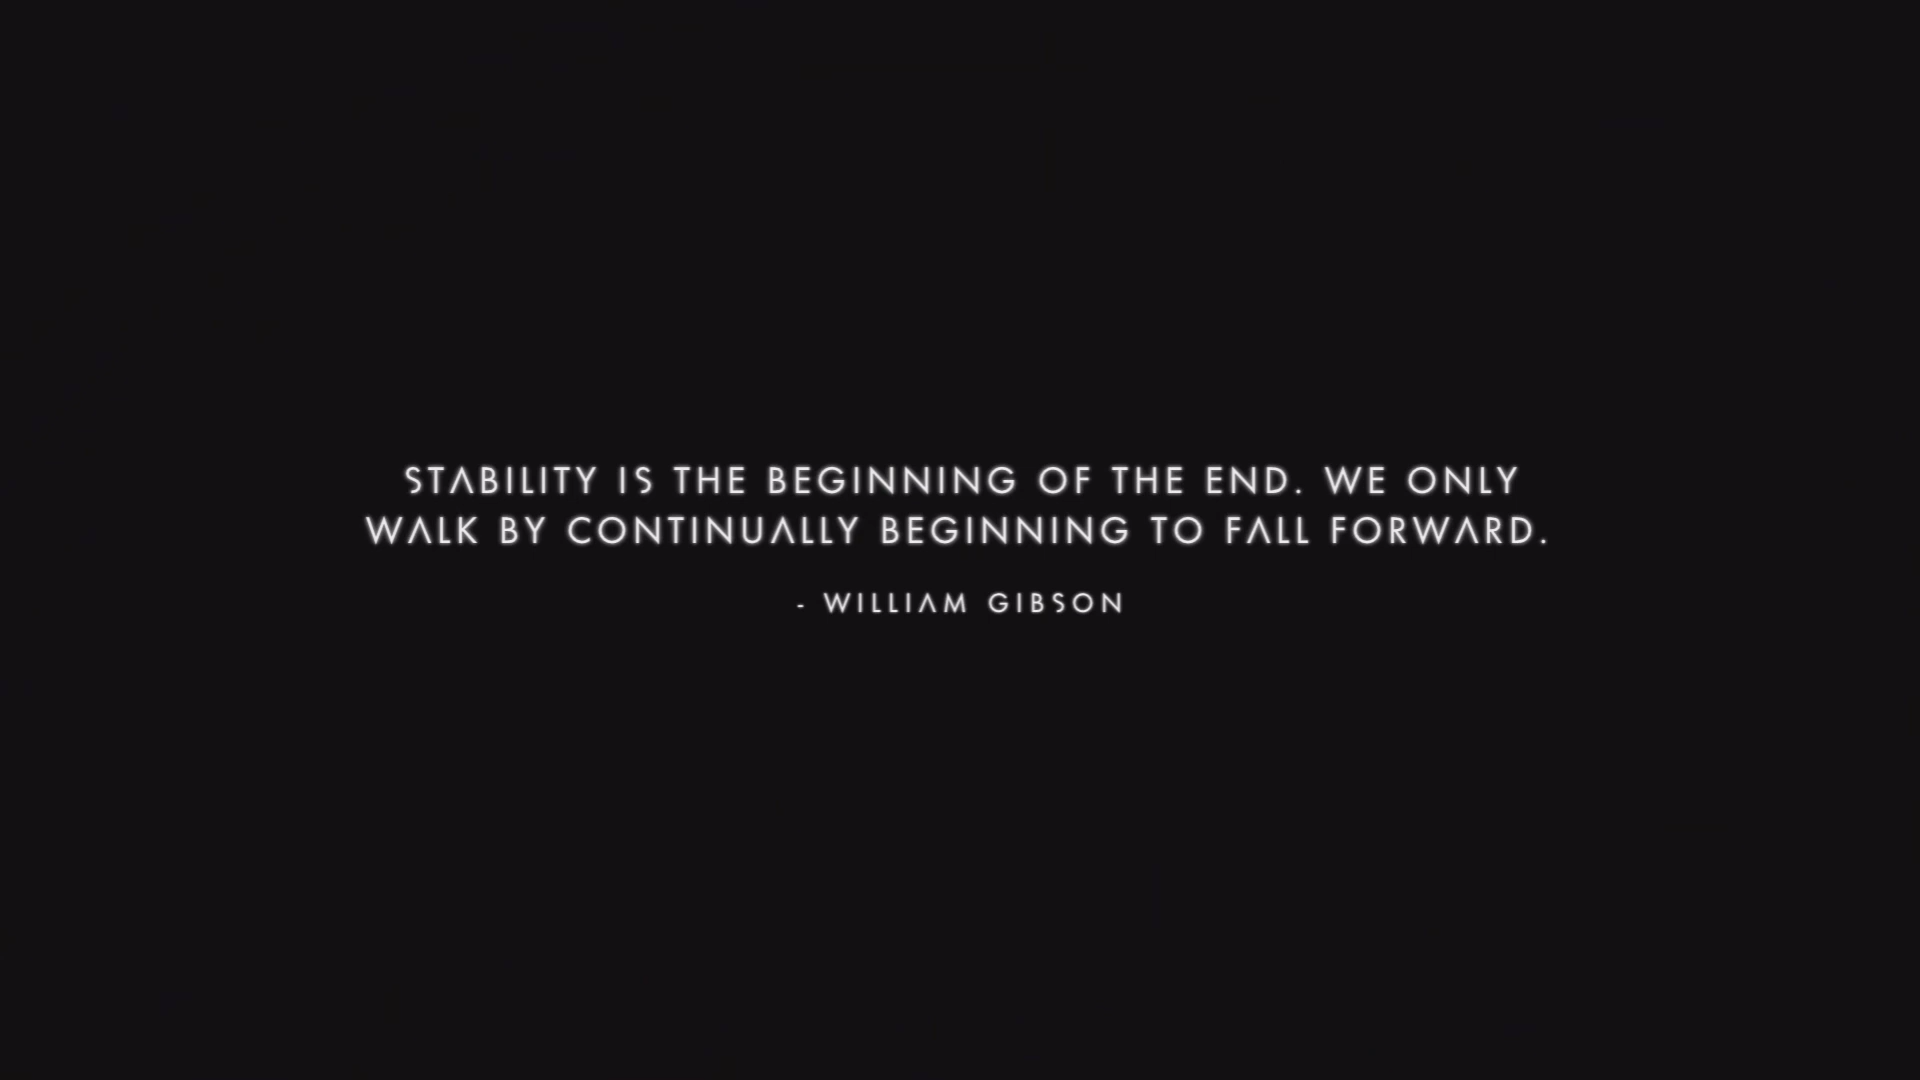 STABILITY IS THE BEGINNING OF THE END. WE ONLY
WALK BY CONTINUALLY BEGINNING TO FALL FORWARD.
- WILLIAM GIBSON